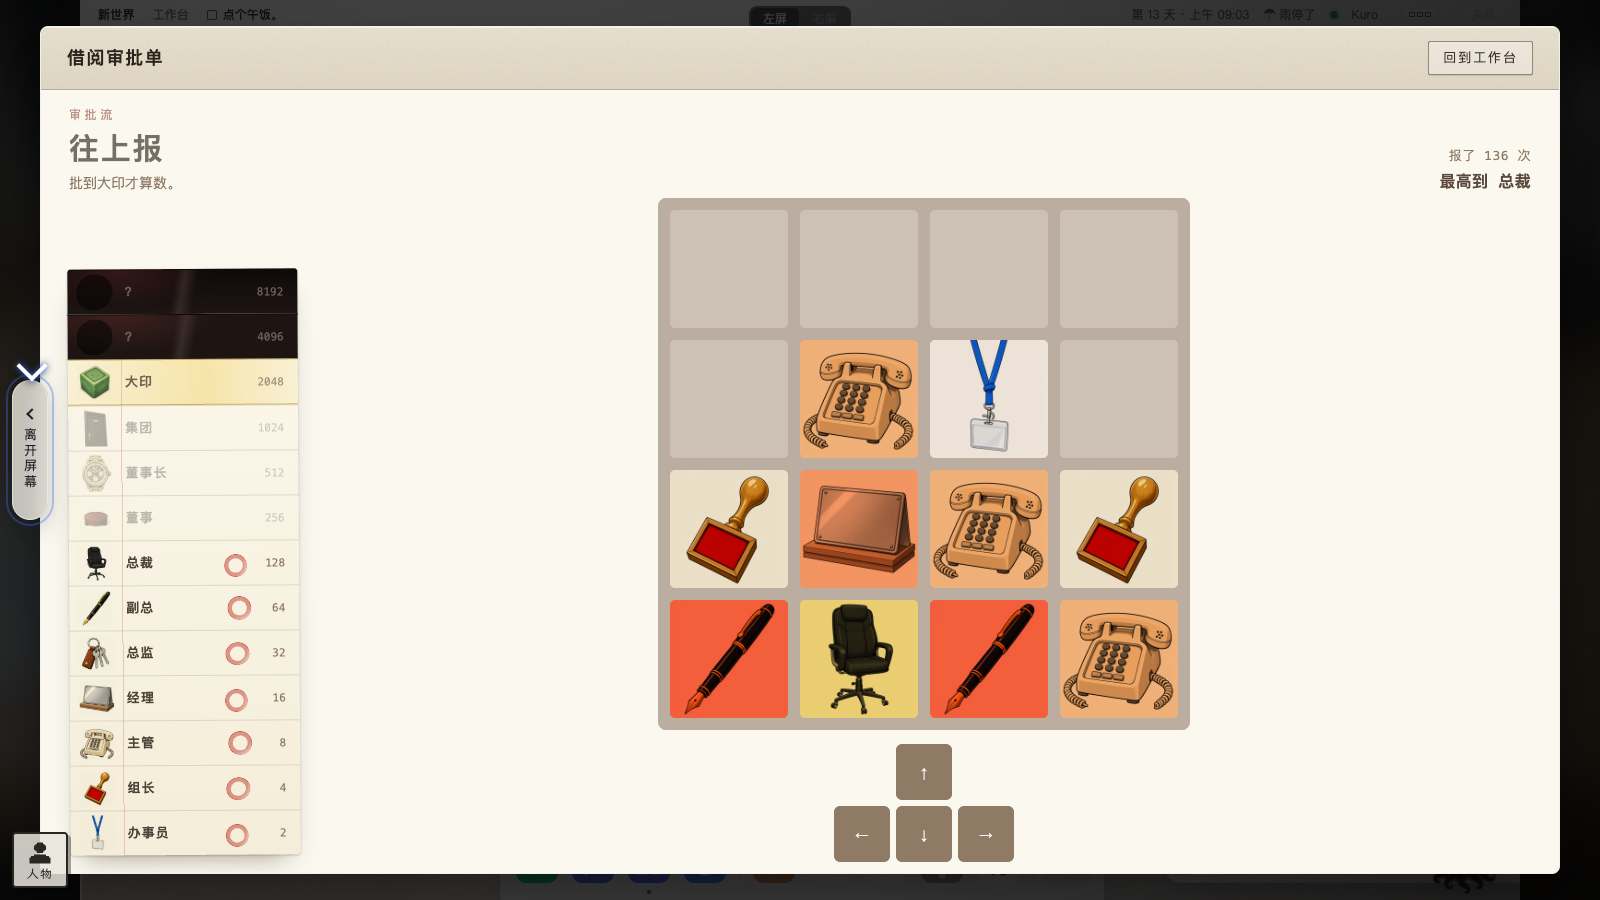 新世界 工作台 点个午饭。
左屏
第 13 天 · 上午 09:03 雨停了 Kuro
借阅审批单
回到工作台
审批流
往上报
批到大印才算数。
报了 136 次
最高到 总裁
? 8192
? 4096
大印 2048
集团 1024
董事长 512
董事 256
总裁 128
副总 64
总监 32
经理 16
主管 8
组长 4
办事员 2
离开屏幕
人物
↑
← ↓ →